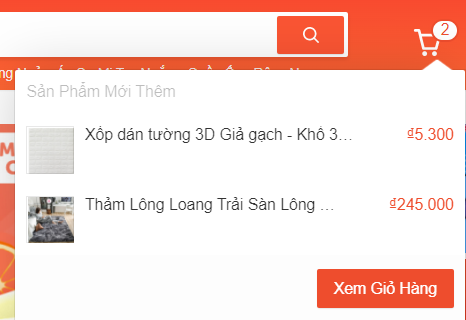 2
Sản Phẩm Mới Thêm
Xốp dán tường 3D Giả gạch - Khổ 3...
₫5.300
Thảm Lông Loang Trải Sàn Lông ...
₫245.000
Xem Giỏ Hàng